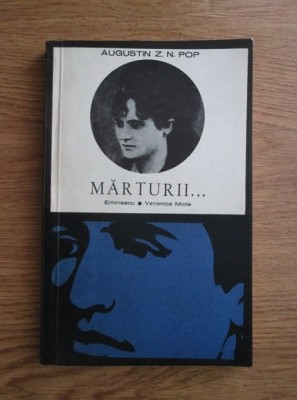 AUGUSTIN Z. N. POP
MĂRTURII...
Eminescu ● Veronica Micle